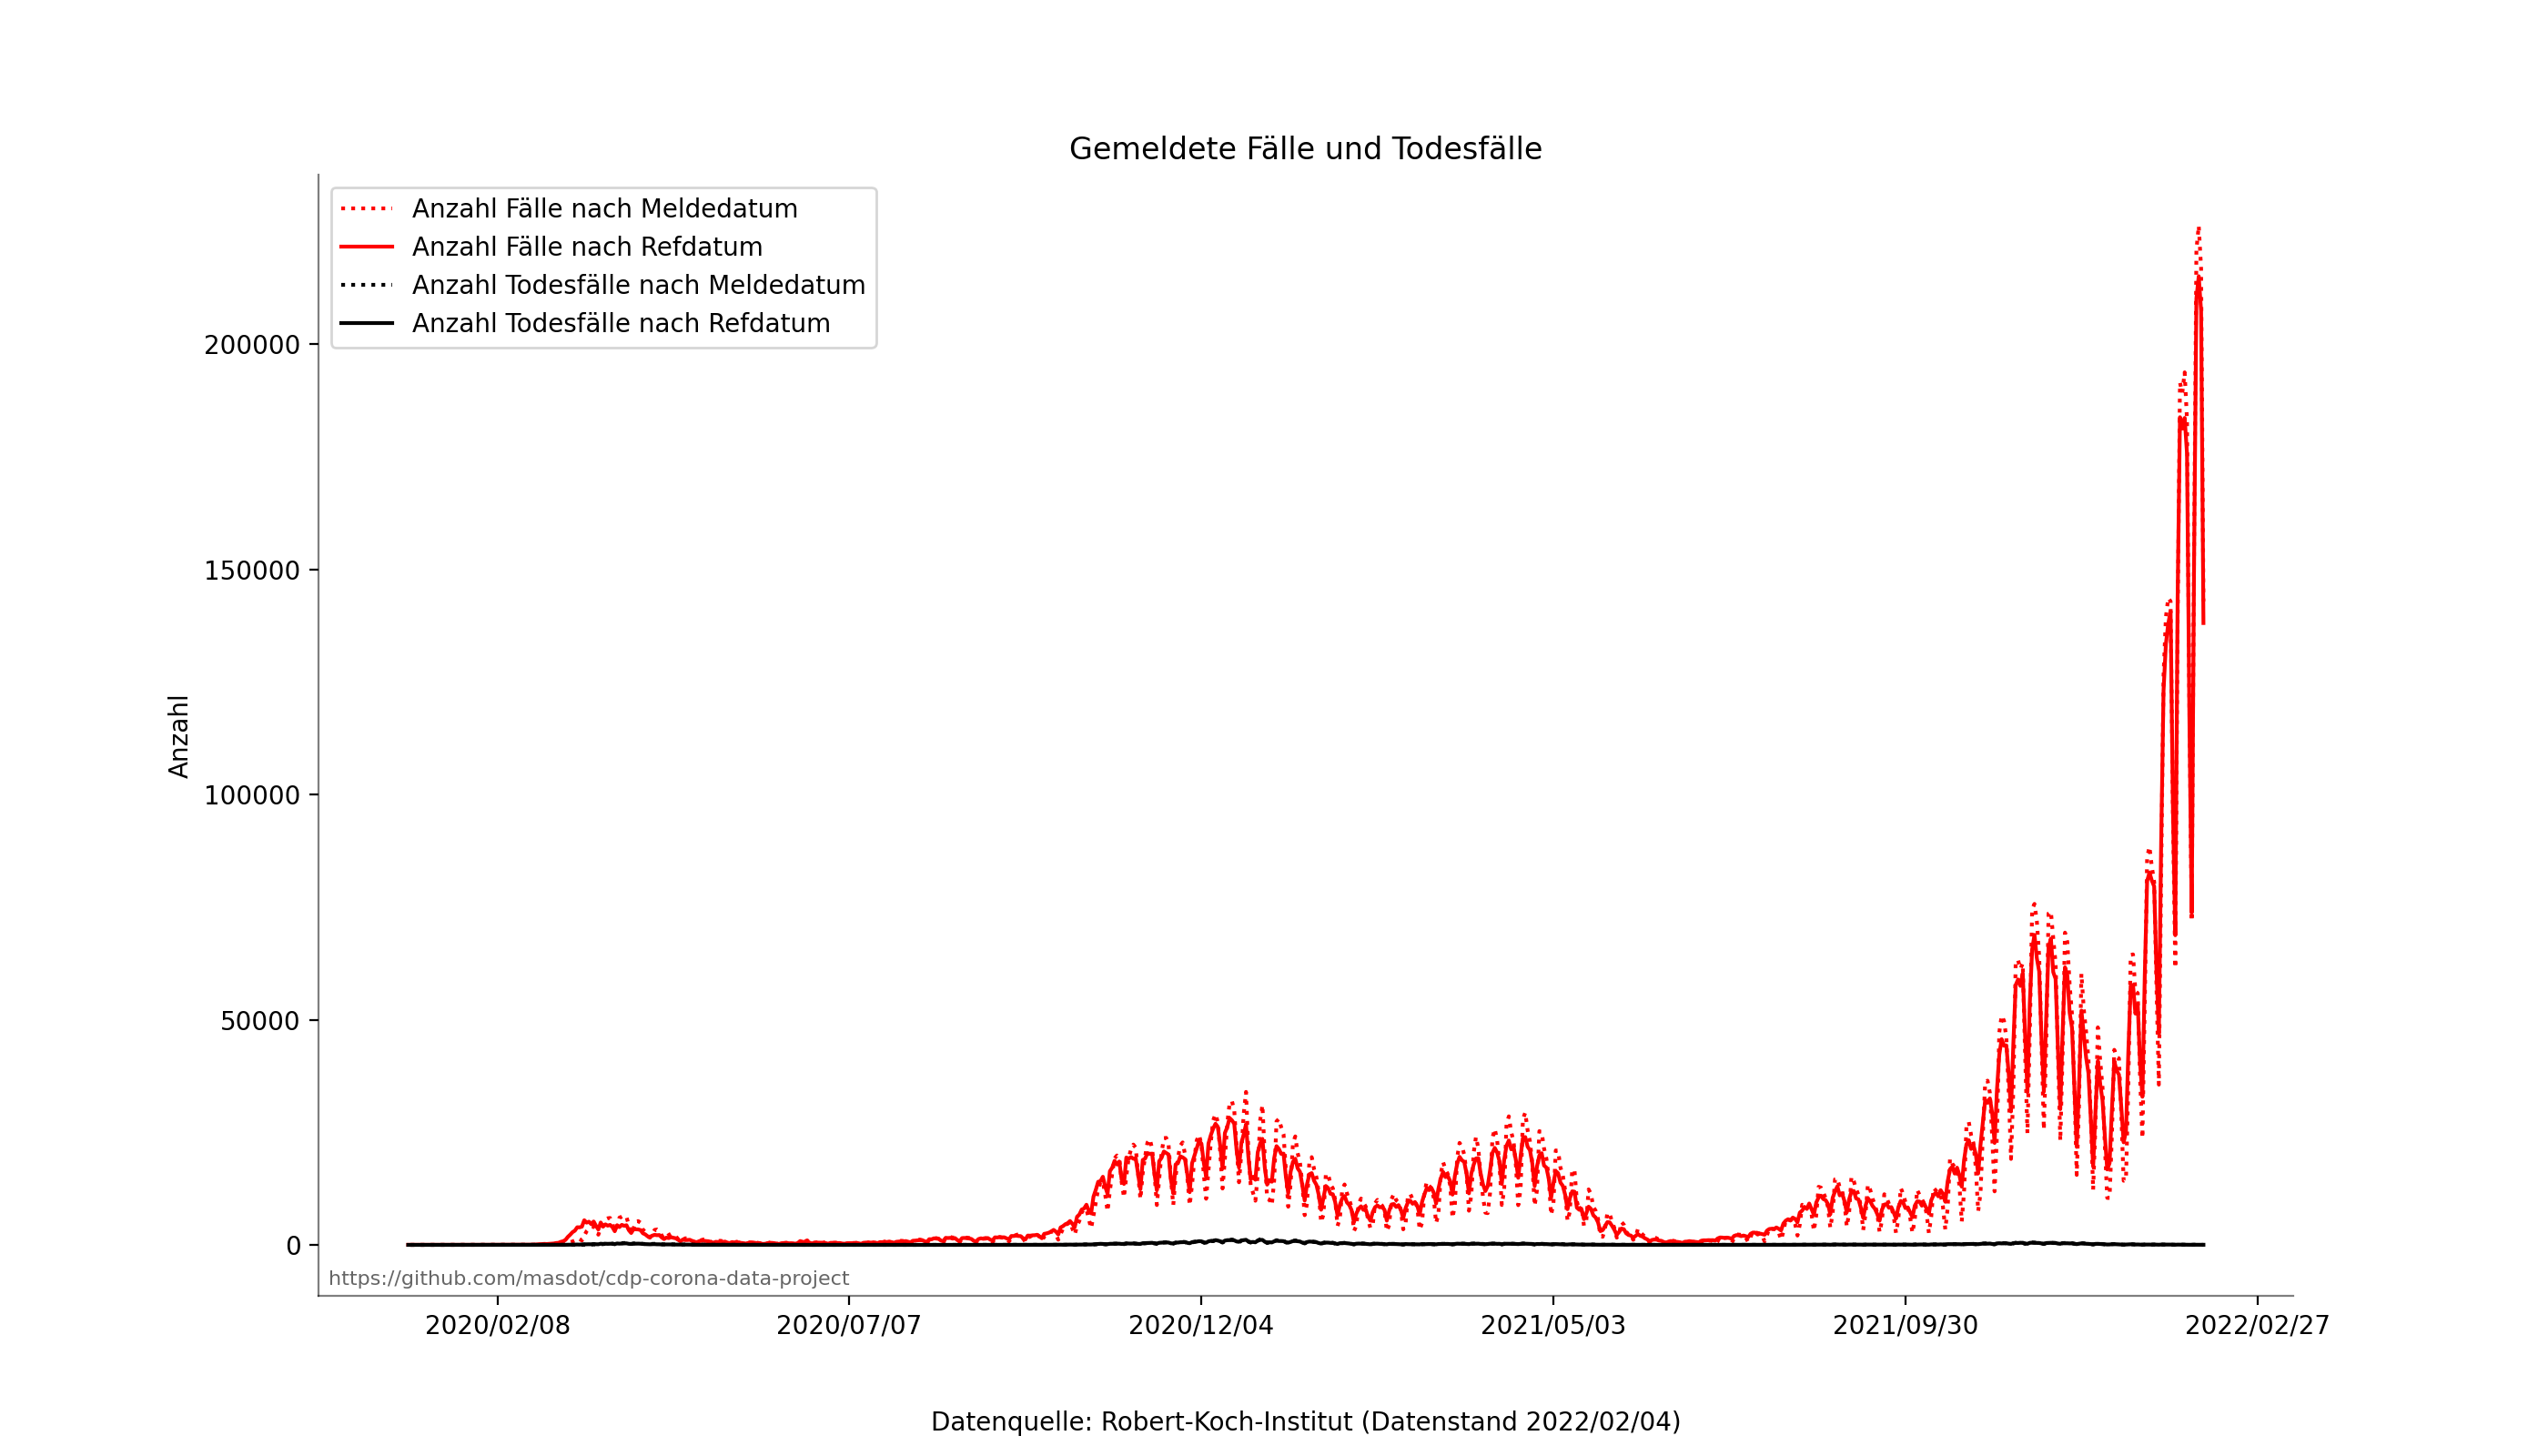 Gemeldete Fälle und Todesfälle
Anzahl Fälle nach Meldedatum
Anzahl Fälle nach Refdatum
Anzahl Todesfälle nach Meldedatum
Anzahl Todesfälle nach Refdatum
Anzahl
200000
150000
100000
50000
0
https://github.com/masdot/cdp-corona-data-project
2020/02/08 2020/07/07 2020/12/04 2021/05/03 2021/09/30 2022/02/27
Datenquelle: Robert-Koch-Institut (Datenstand 2022/02/04)